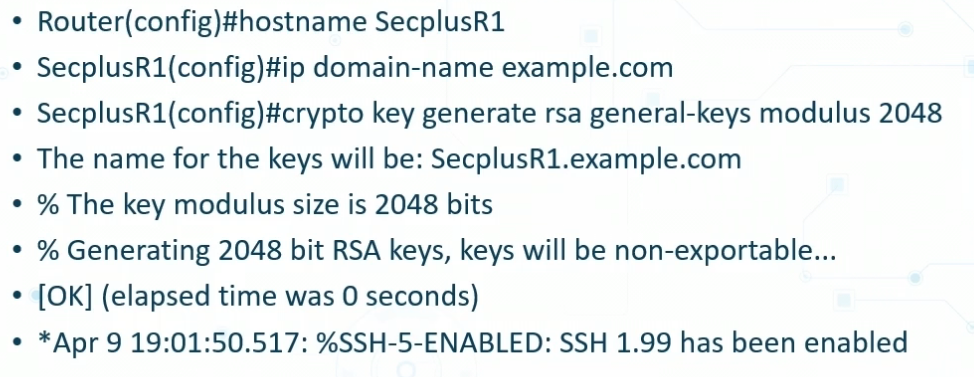 • Router(config)#hostname SecplusR1
• SecplusR1(config)#ip domain-name example.com
• SecplusR1(config)#crypto key generate rsa general-keys modulus 2048
• The name for the keys will be: SecplusR1.example.com
• % The key modulus size is 2048 bits
• % Generating 2048 bit RSA keys, keys will be non-exportable...
• [OK] (elapsed time was 0 seconds)
• *Apr 9 19:01:50.517: %SSH-5-ENABLED: SSH 1.99 has been enabled